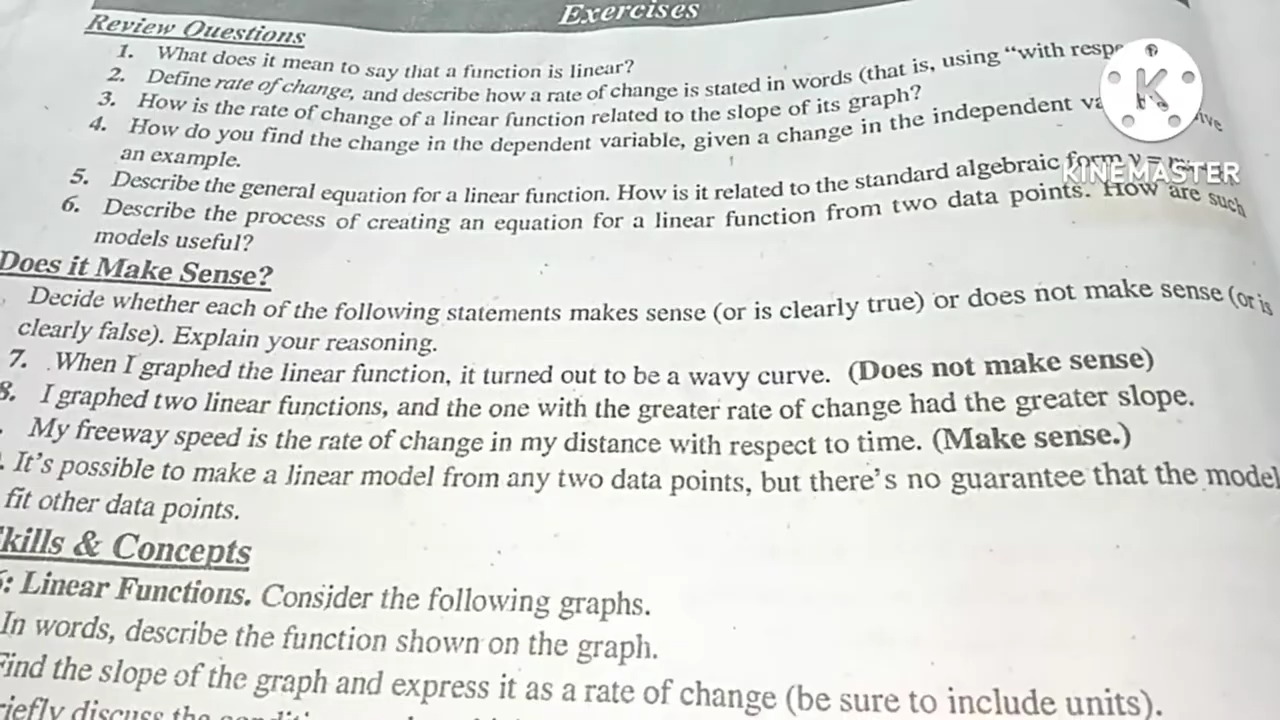 Exercises
Review Questions
1. What does it mean to say that a function is linear?
2. Define rate of change, and describe how a rate of change is stated in words (that is, using "with
3. How is the rate of change of a linear function related to the slope of its graph?
4. How do you find the change in the dependent variable, given a change in the independent
an example.
5. Describe the general equation for a linear function. How is it related to the standard algebraic form y =
6. Describe the process of creating an equation for a linear function from two data points. How are such
models useful?
Does it Make Sense?
Decide whether each of the following statements makes sense (or is clearly true) or does not make sense (or is
clearly false). Explain your reasoning.
7. When I graphed the linear function, it turned out to be a wavy curve. (Does not make sense)
8. I graphed two linear functions, and the one with the greater rate of change had the greater slope.
My freeway speed is the rate of change in my distance with respect to time. (Make sense.)
It's possible to make a linear model from any two data points, but there's no guarantee that the model
fit other data points.
kills & Concepts
: Linear Functions. Consider the following graphs.
In words, describe the function shown on the graph.
Find the slope of the graph and express it as a rate of change (be sure to include units).
discuss the
K
KINEMASTER